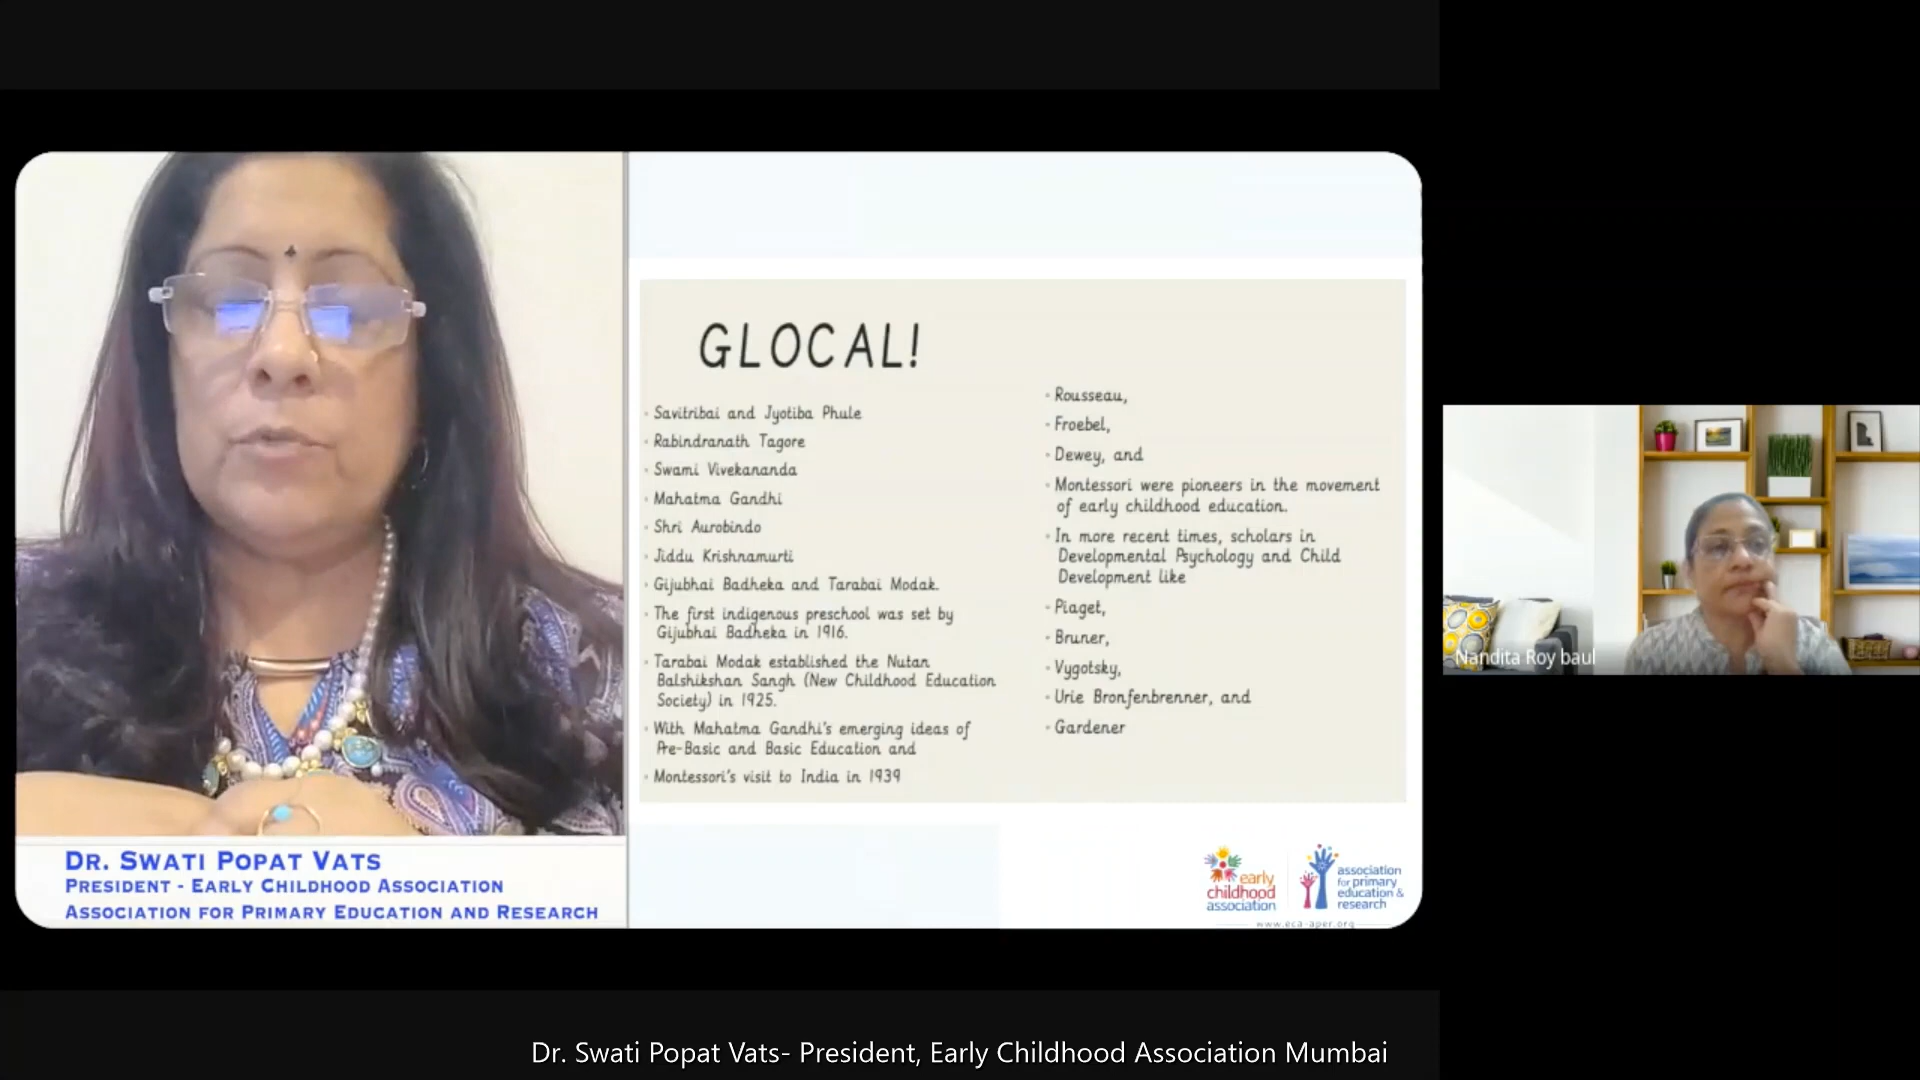 GLOCAL!
• Savitribai and Jyotiba Phule
• Rabindranath Tagore
• Swami Vivekananda
• Mahatma Gandhi
• Shri Aurobindo
• Jiddu Krishnamurti
• Gijubhai Badheka and Tarabai Modak.
• The first indigenous preschool was set by
Gijubhai Badheka in 1916.
• Tarabai Modak established the Nutan
Balshikshan Sangh (New Childhood Education
Society) in 1925.
• With Mahatma Gandhi's emerging ideas of
Pre-Basic and Basic Education and
• Montessori's visit to India in 1939
• Rousseau,
• Froebel,
• Dewey, and
• Montessori were pioneers in the movement
of early childhood education.
• In more recent times, scholars in
Developmental Psychology and Child
Development like
• Piaget,
• Bruner,
• Vygotsky,
• Urie Bronfenbrenner, and
• Gardener
DR. SWATI POPAT VATS
PRESIDENT - EARLY CHILDHOOD ASSOCIATION
ASSOCIATION FOR PRIMARY EDUCATION AND RESEARCH
early
childhood
association
association
for primary
education &
research
www.eca-aper.org
Nandita Roy baul
Dr. Swati Popat Vats- President, Early Childhood Association Mumbai